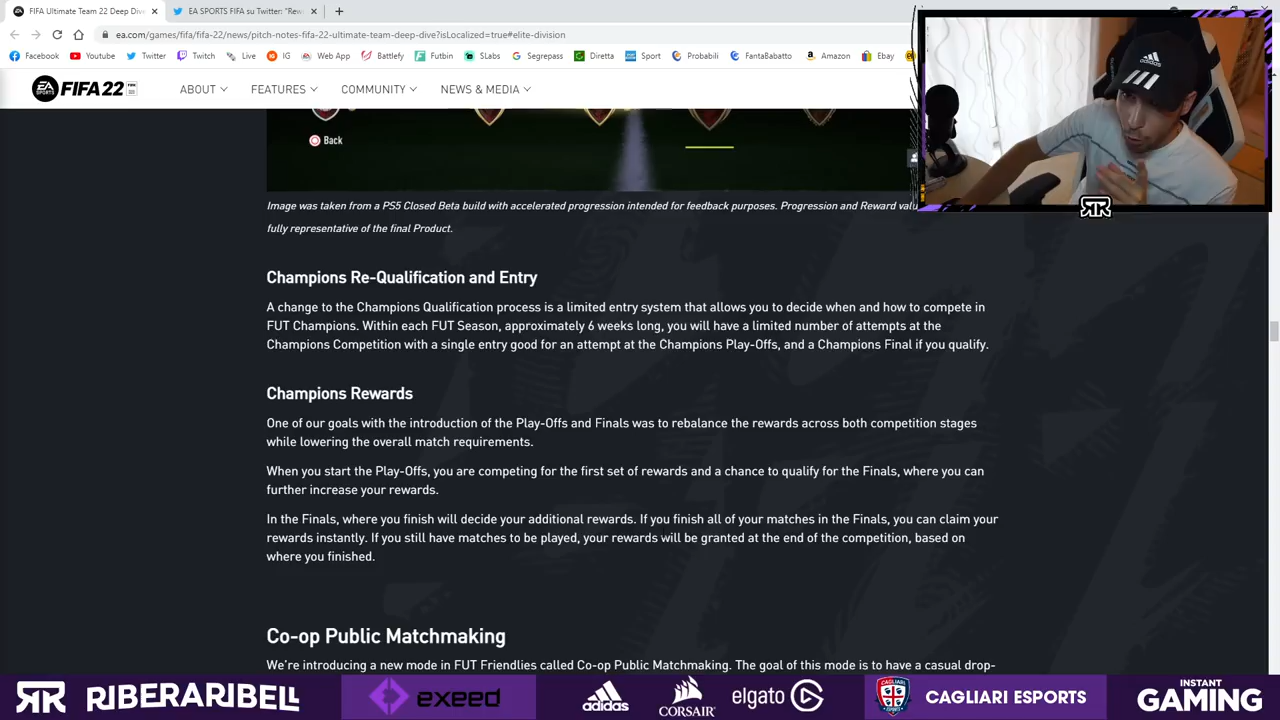 FIFA Ultimate Team 22 Deep Div
EA SPORTS FIFA su Twitter: "Rew
ea.com/games/fifa/fifa-22/news/pitch-notes-fifa-22-ultimate-team-deep-dive?isLocalized=true#elite-division
Facebook Youtube Twitter Live IG Web App Battlefy Futbin SLabs Segrepass Diretta Sport Probabili FantaBabatto Amazon Ebay
EA SPORTS FIFA 22 ABOUT FEATURES COMMUNITY NEWS & MEDIA
Back
Image was taken from a PS5 Closed Beta build with accelerated progression intended for feedback purposes. Progression and Reward valu
fully representative of the final Product.
Champions Re-Qualification and Entry
A change to the Champions Qualification process is a limited entry system that allows you to decide when and how to compete in
FUT Champions. Within each FUT Season, approximately 6 weeks long, you will have a limited number of attempts at the
Champions Competition with a single entry good for an attempt at the Champions Play-Offs, and a Champions Final if you qualify.
Champions Rewards
One of our goals with the introduction of the Play-Offs and Finals was to rebalance the rewards across both competition stages
while lowering the overall match requirements.
When you start the Play-Offs, you are competing for the first set of rewards and a chance to qualify for the Finals, where you can
further increase your rewards.
In the Finals, where you finish will decide your additional rewards. If you finish all of your matches in the Finals, you can claim your
rewards instantly. If you still have matches to be played, your rewards will be granted at the end of the competition, based on
where you finished.
Co-op Public Matchmaking
We're introducing a new mode in FUT Friendlies called Co-op Public Matchmaking. The goal of this mode is to have a casual drop-
adidas
RR
RR RIBERARIBELL exeed adidas CORSAIR elgato CAGLIARI ESPORTS INSTANT GAMING